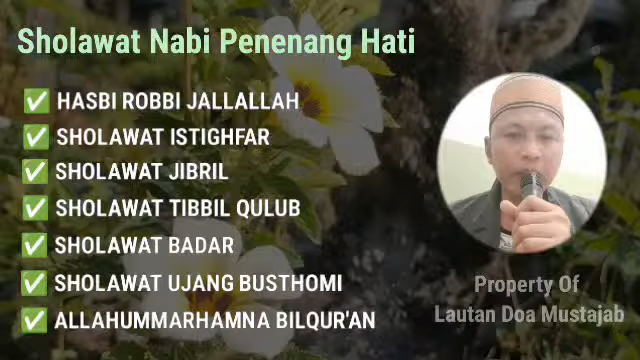 Sholawat Nabi Penenang Hati
✅ HASBI ROBBI JALLALLAH
✅ SHOLAWAT ISTIGHFAR
✅ SHOLAWAT JIBRIL
✅ SHOLAWAT TIBBIL QULUB
✅ SHOLAWAT BADAR
✅ SHOLAWAT UJANG BUSTHOMI
✅ ALLAHUMMARHAMNA BILQUR'AN
Property Of
Lautan Doa Mustajab